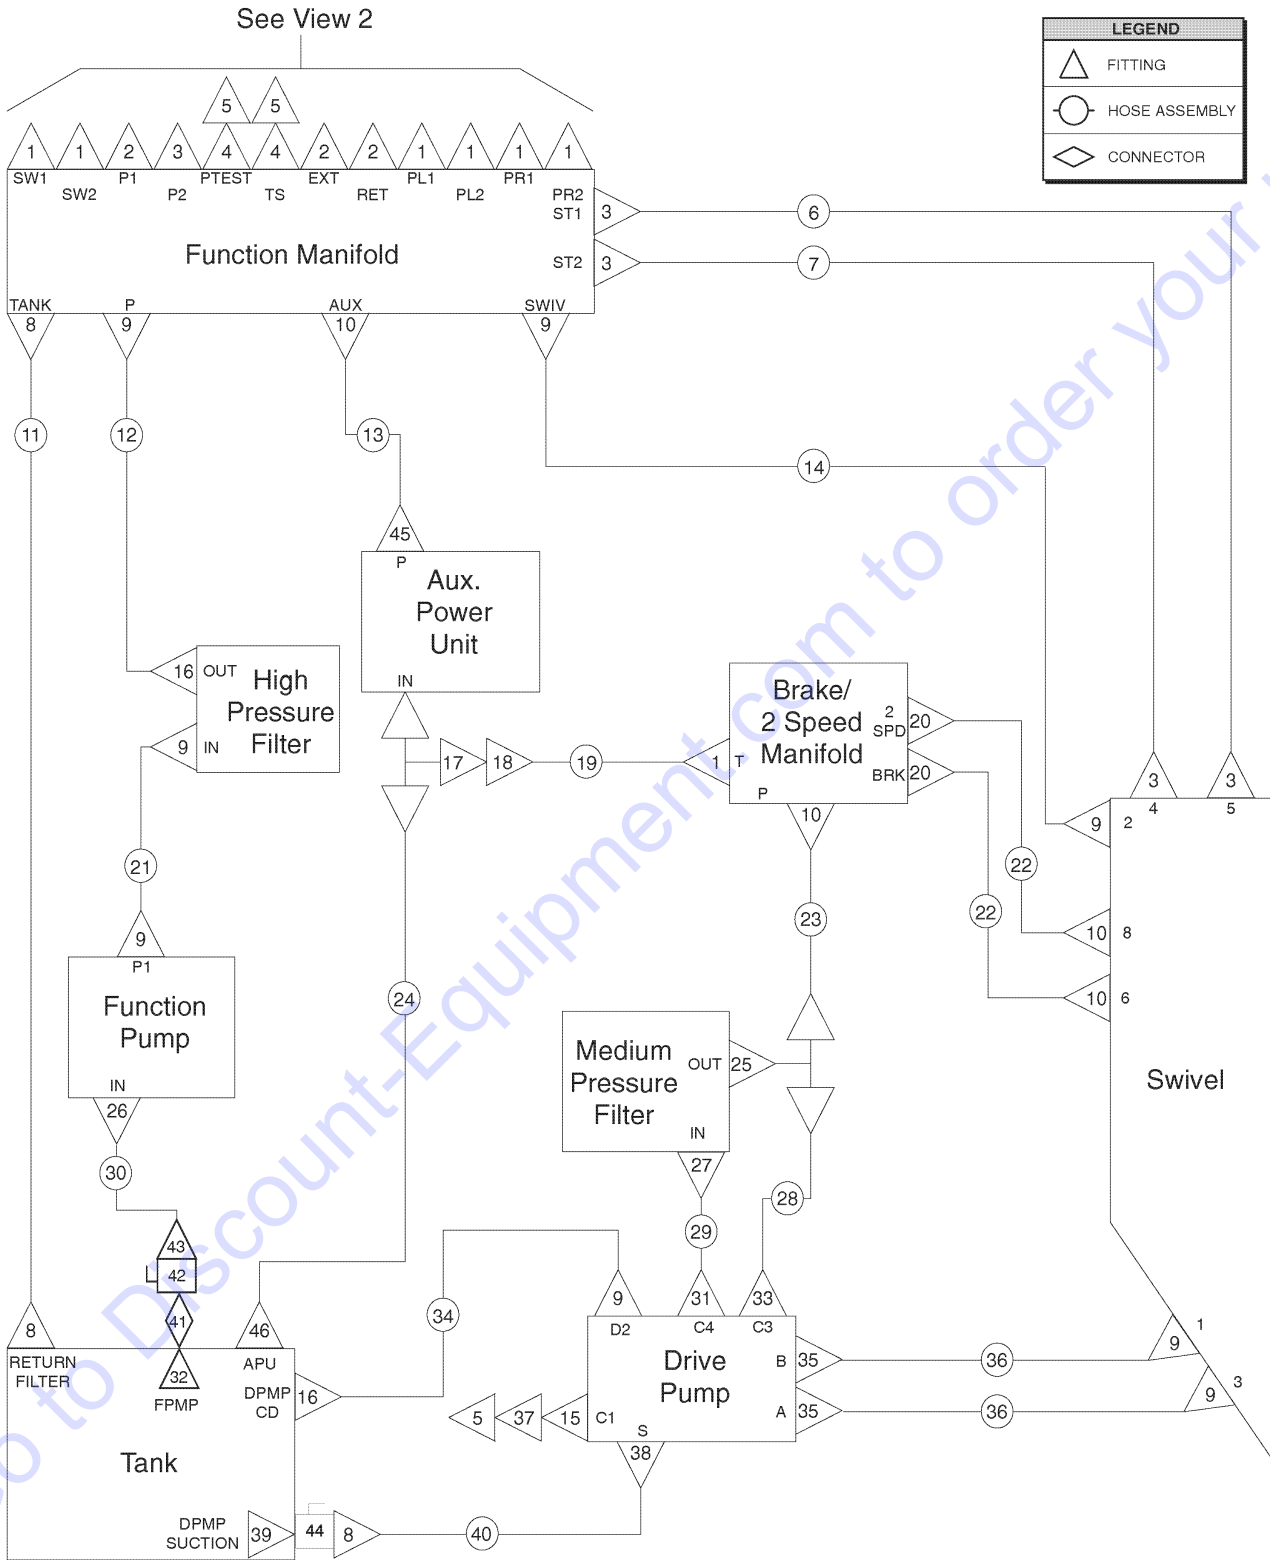 See View 2
LEGEND
FITTING
HOSE ASSEMBLY
CONNECTOR
5 5
1 1 2 3 4 4 2 2 1 1 1 1
SW1 P1 PTEST EXT PL1 PR1
SW2 P2 TS RET PL2 PR2
ST1 3 6
Function Manifold
ST2 3 7
TANK P AUX SWIV
8 9 10 9
11 12 13 14
45
P
Aux.
Power
Unit
IN
16 OUT
High
Pressure
Filter
9 IN
17 18 19
Brake/
2 Speed
Manifold
1 T
P
2
SPD 20
BRK 20
10
3 3
4 5
9 2
21 22
22 23
10 8
10 6
9
P1
Function
Pump
IN
26
24
Medium
Pressure
Filter
OUT 25
IN
27
Swivel
30
28
29
43
42
41
32
FPMP
8
RETURN
FILTER
46
APU
DPMP
CD
16
34
9 31 33
D2 C4 C3
Drive
Pump
B 35 36
A 35 36
9 1
9 3
5 37 15 C1
S
38
Tank
DPMP
SUCTION
39 44 8 40
Go to Discount-Equipment.com to order your